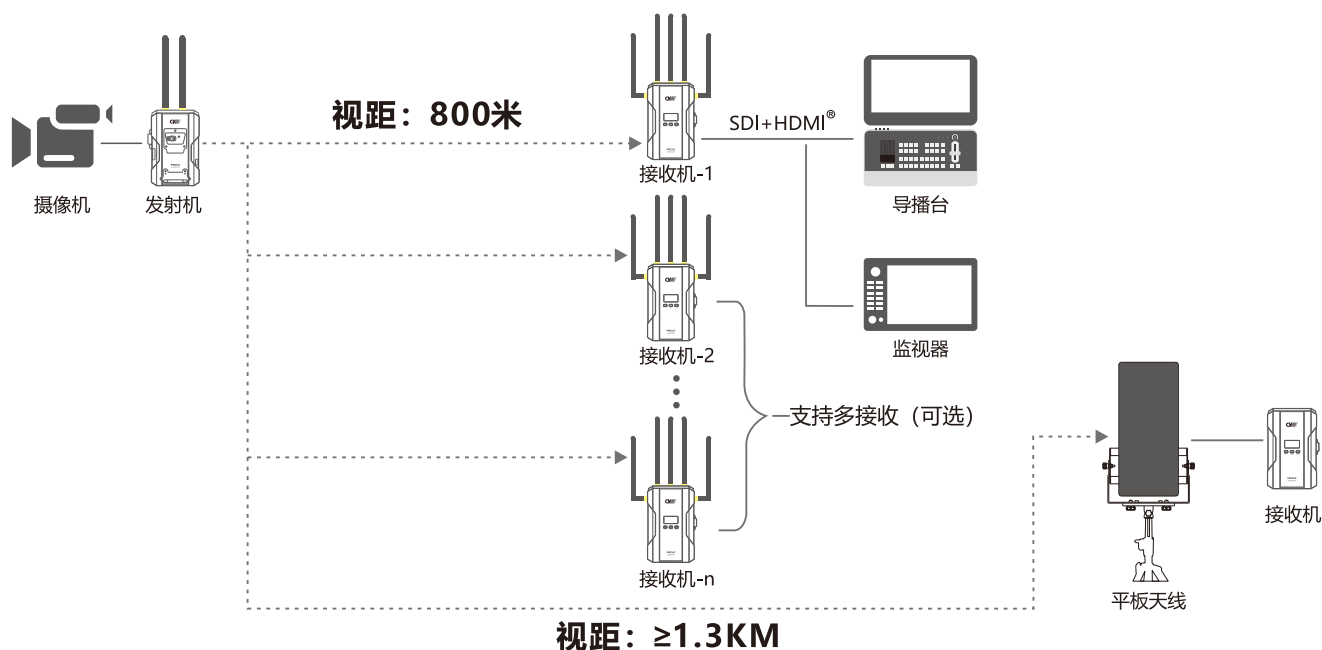 视距：800米
SDI+HDMI®
摄像机
发射机
接收机-1
导播台
接收机-2
监视器
支持多接收（可选）
接收机-n
平板天线
接收机
视距：≥1.3KM